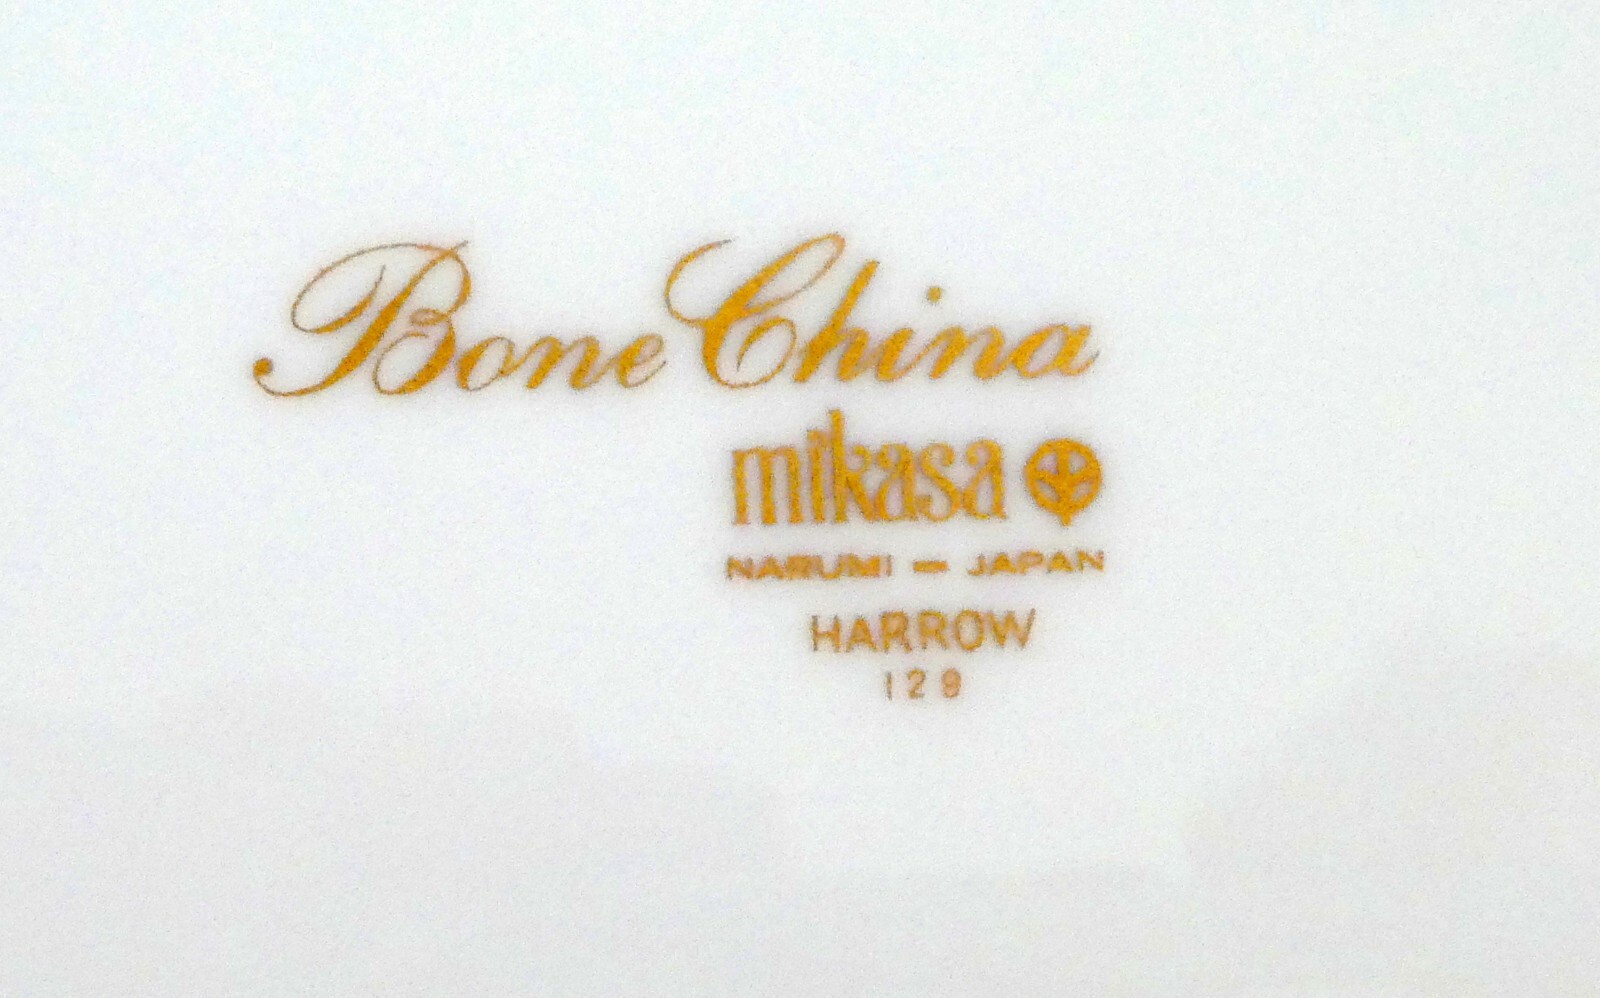 Bone China
mikasa
NARUMI — JAPAN
HARROW
129